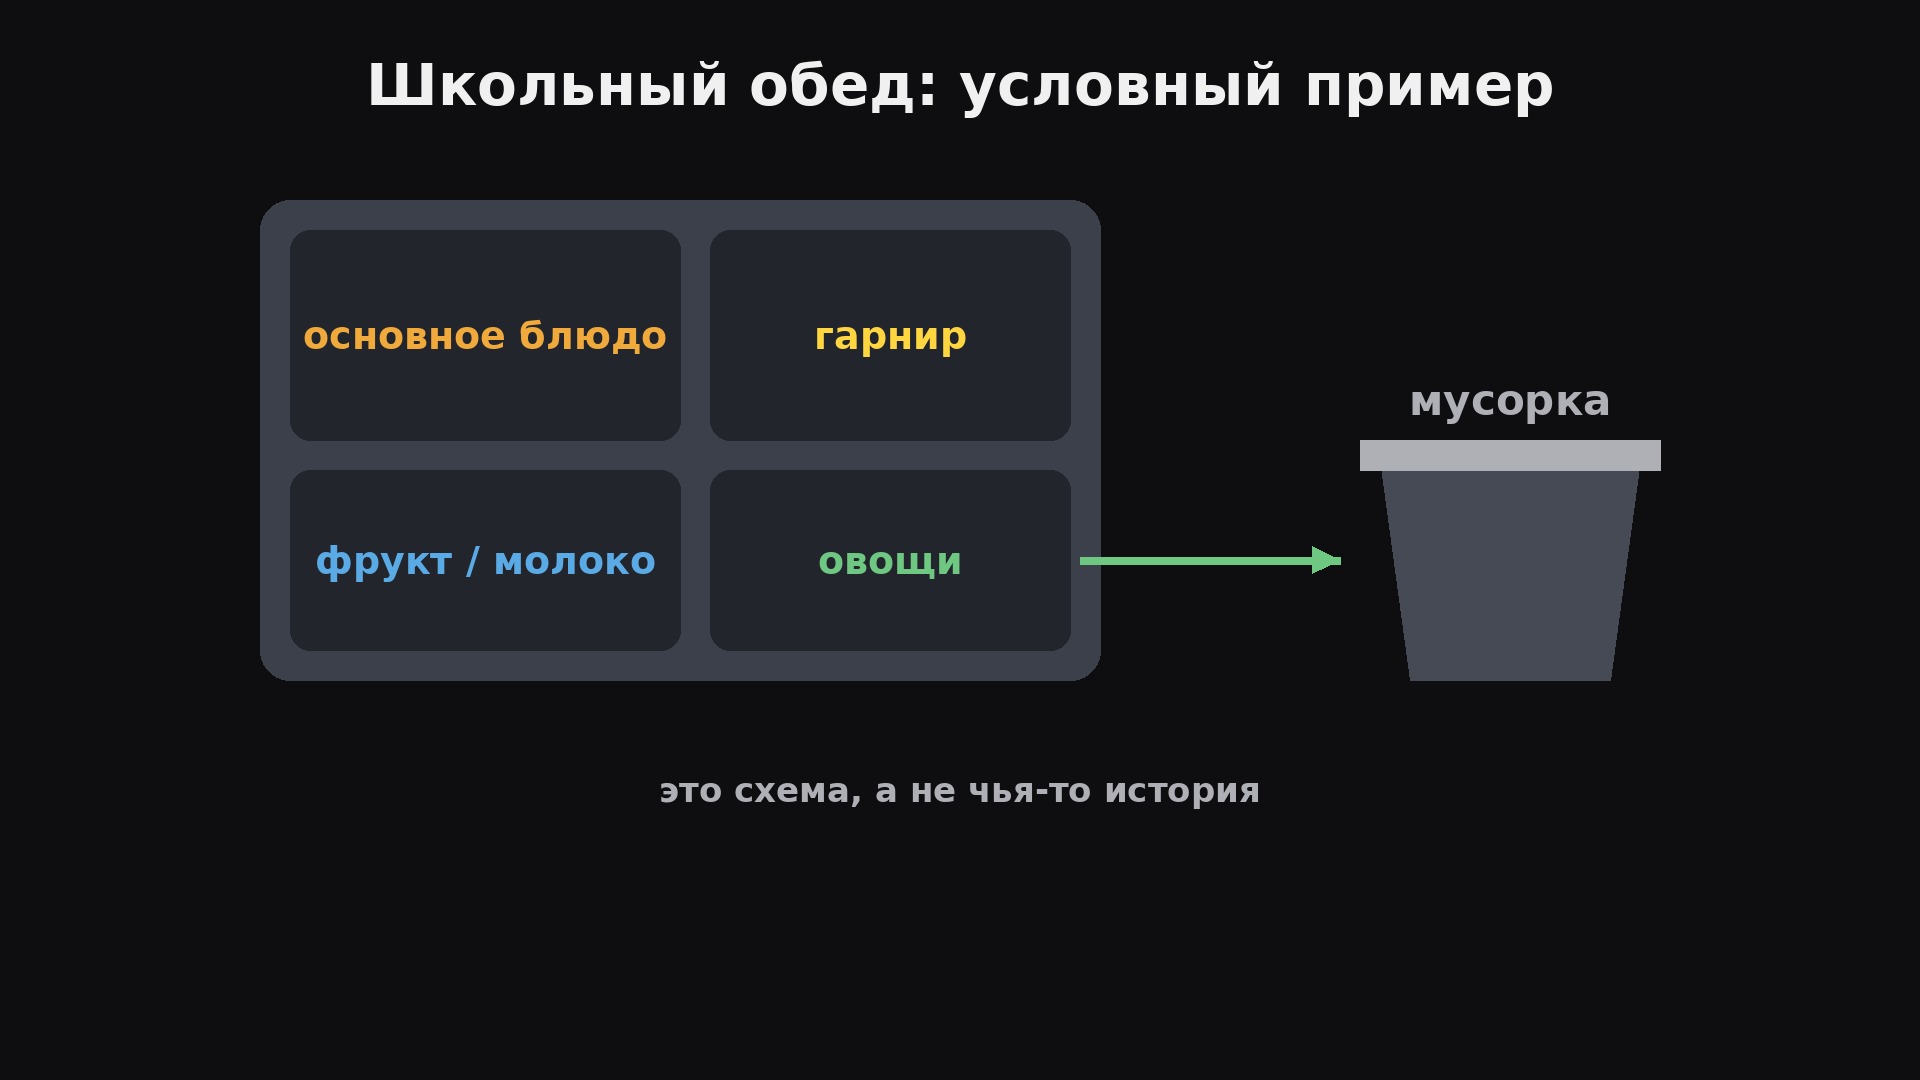 Школьный обед: условный пример
основное блюдо
гарнир
мусорка
фрукт / молоко
овощи
это схема, а не чья-то история